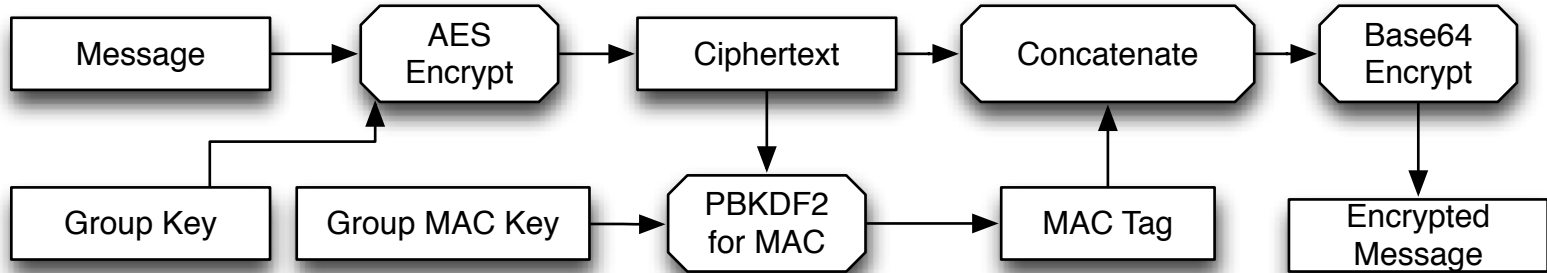 Message
AES
Encrypt
Ciphertext
Concatenate
Base64
Encrypt
Group Key
Group MAC Key
PBKDF2
for MAC
MAC Tag
Encrypted
Message